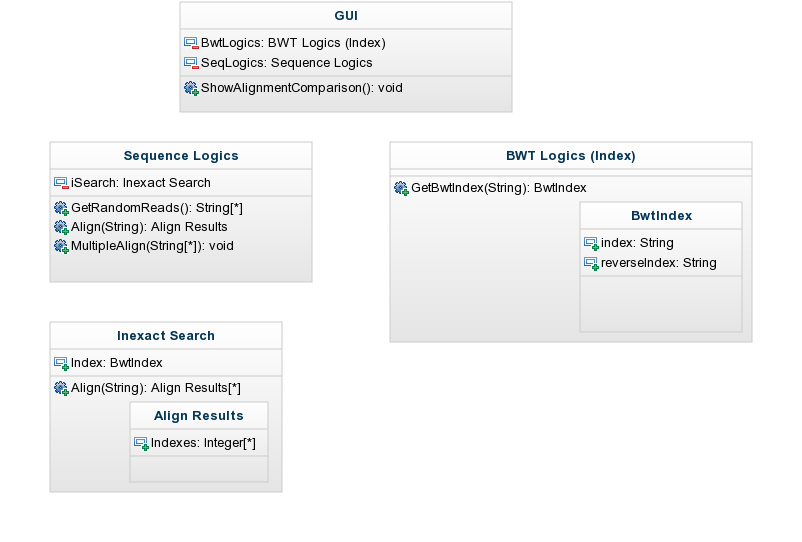 GUI
BwtLogics: BWT Logics (Index)
SeqLogics: Sequence Logics
ShowAlignmentComparison(): void
Sequence Logics
iSearch: Inexact Search
GetRandomReads(): String[*]
Align(String): Align Results
MultipleAlign(String[*]): void
BWT Logics (Index)
GetBwtIndex(String): BwtIndex
BwtIndex
index: String
reverseIndex: String
Inexact Search
Index: BwtIndex
Align(String): Align Results[*]
Align Results
Indexes: Integer[*]